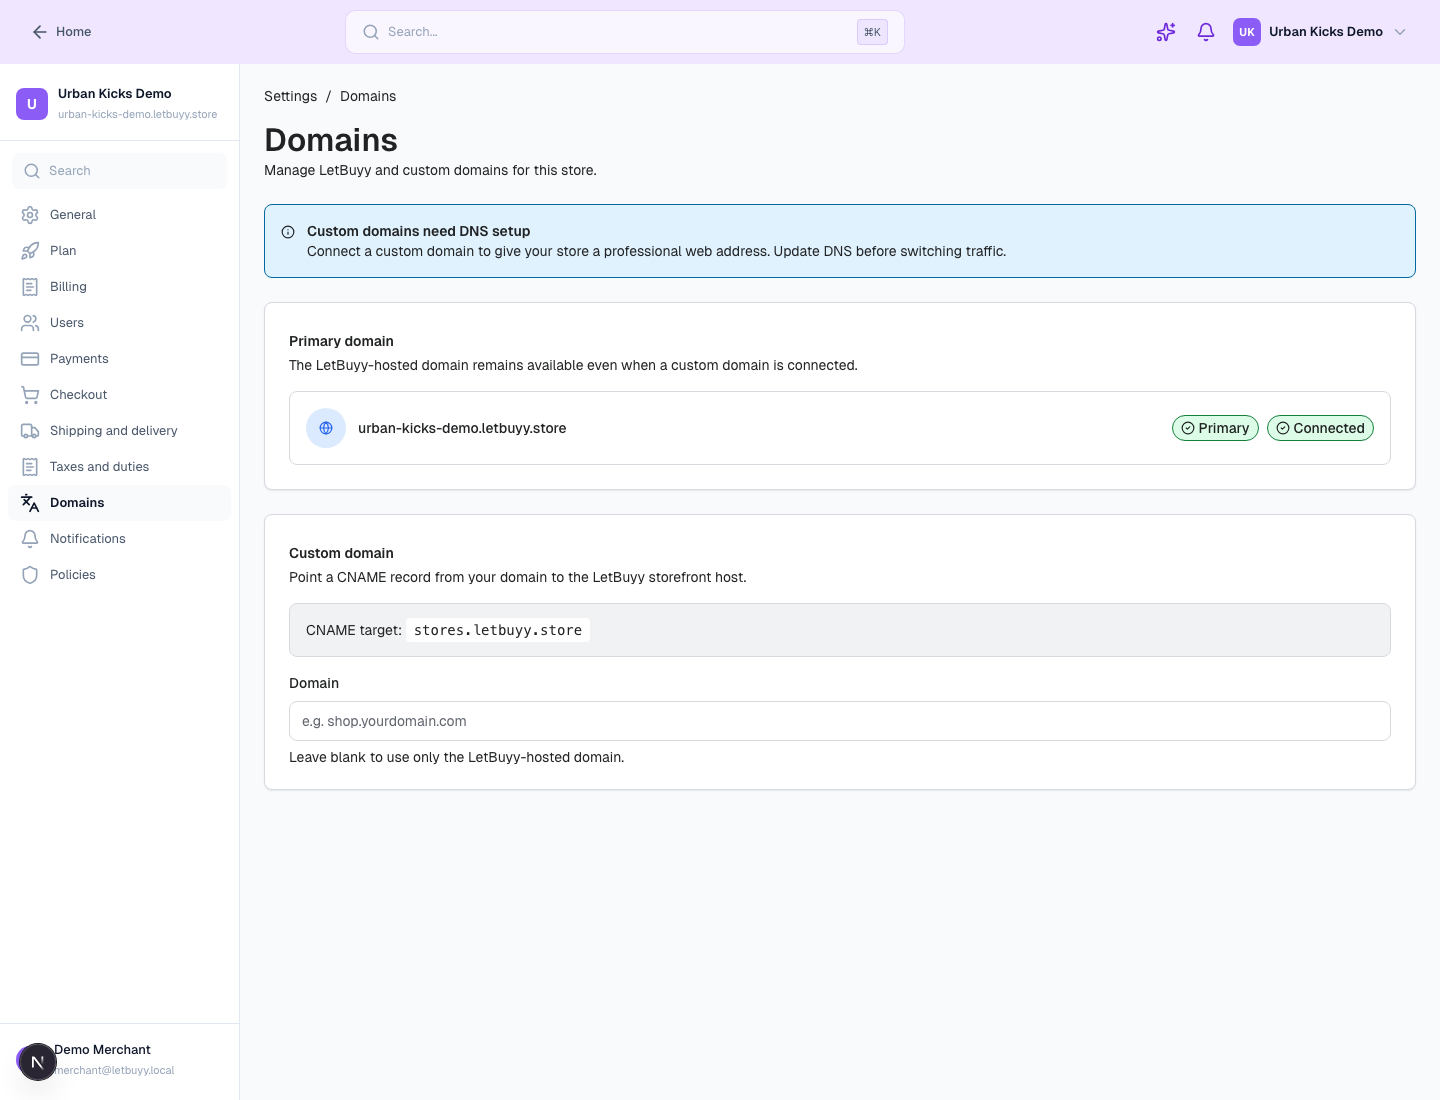 Home
Search...
⌘K
UK
Urban Kicks Demo
U
Urban Kicks Demo
urban-kicks-demo.letbuyy.store
Search
General
Plan
Billing
Users
Payments
Checkout
Shipping and delivery
Taxes and duties
Domains
Notifications
Policies
N
Demo Merchant
merchant@letbuyy.local
Settings / Domains
Domains
Manage LetBuyy and custom domains for this store.
Custom domains need DNS setup
Connect a custom domain to give your store a professional web address. Update DNS before switching traffic.
Primary domain
The LetBuyy-hosted domain remains available even when a custom domain is connected.
urban-kicks-demo.letbuyy.store
Primary
Connected
Custom domain
Point a CNAME record from your domain to the LetBuyy storefront host.
CNAME target: stores.letbuyy.store
Domain
e.g. shop.yourdomain.com
Leave blank to use only the LetBuyy-hosted domain.